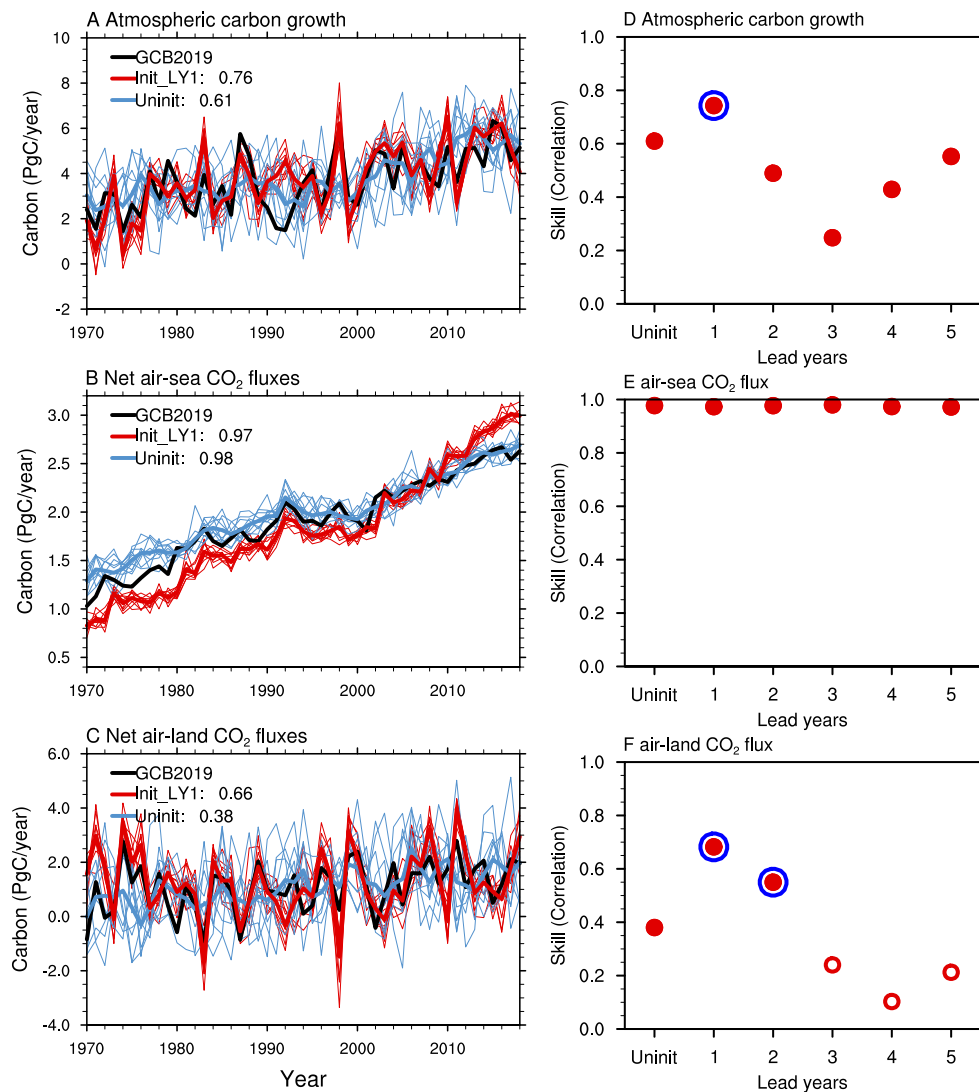 A Atmospheric carbon growth
Carbon (PgC/year)
10
8
6
4
2
0
-2
GCB2019
Init_LY1: 0.76
Uninit: 0.61
1970
1980
1990
2000
2010
D Atmospheric carbon growth
Skill (Correlation)
1.0
0.8
0.6
0.4
0.2
0.0
Uninit 1 2 3 4 5
Lead years
B Net air-sea CO₂ fluxes
Carbon (PgC/year)
3.0
2.5
2.0
1.5
1.0
0.5
GCB2019
Init_LY1: 0.97
Uninit: 0.98
1970
1980
1990
2000
2010
E air-sea CO₂ flux
Skill (Correlation)
1.0
0.8
0.6
0.4
0.2
0.0
Uninit 1 2 3 4 5
Lead years
C Net air-land CO₂ fluxes
Carbon (PgC/year)
6.0
4.0
2.0
0.0
-2.0
-4.0
GCB2019
Init_LY1: 0.66
Uninit: 0.38
1970
1980
1990
2000
2010
Year
F air-land CO₂ flux
Skill (Correlation)
1.0
0.8
0.6
0.4
0.2
0.0
Uninit 1 2 3 4 5
Lead years